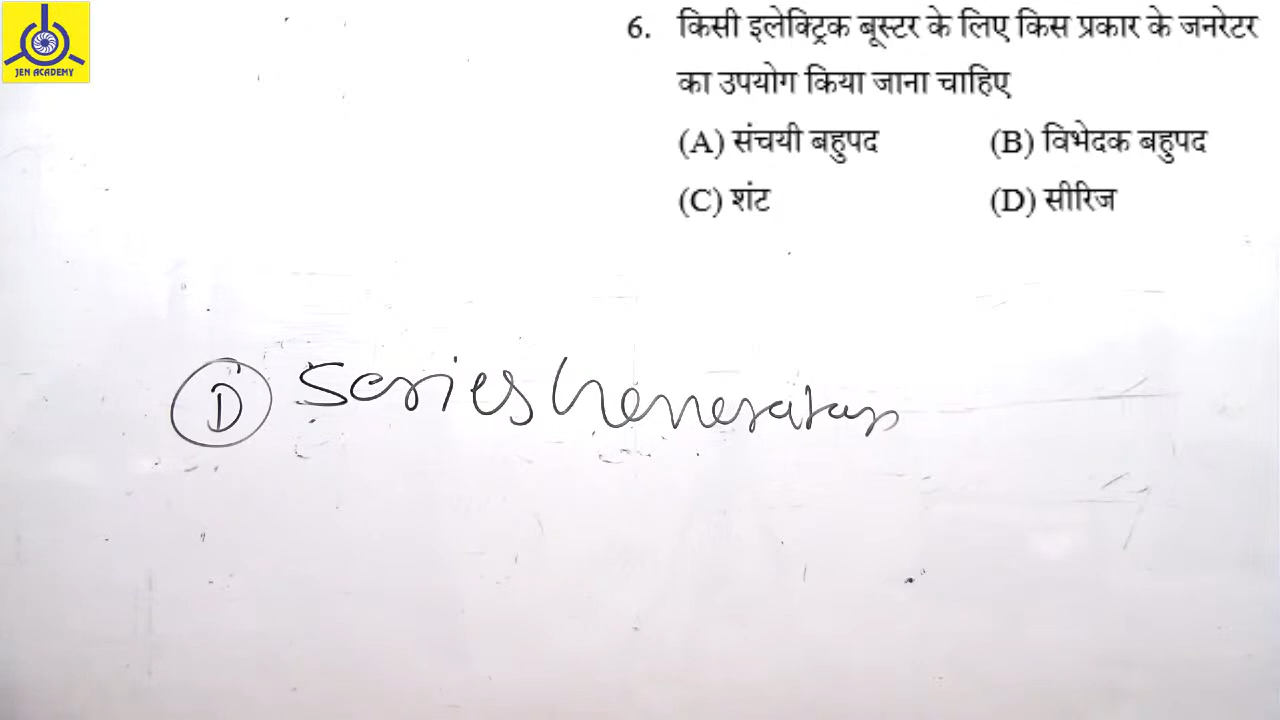 JEN ACADEMY
6. किसी इलेक्ट्रिक बूस्टर के लिए किस प्रकार के जनरेटर
का उपयोग किया जाना चाहिए
(A) संचयी बहुपद (B) विभेदक बहुपद
(C) शंट (D) सीरिज
D Series Generator